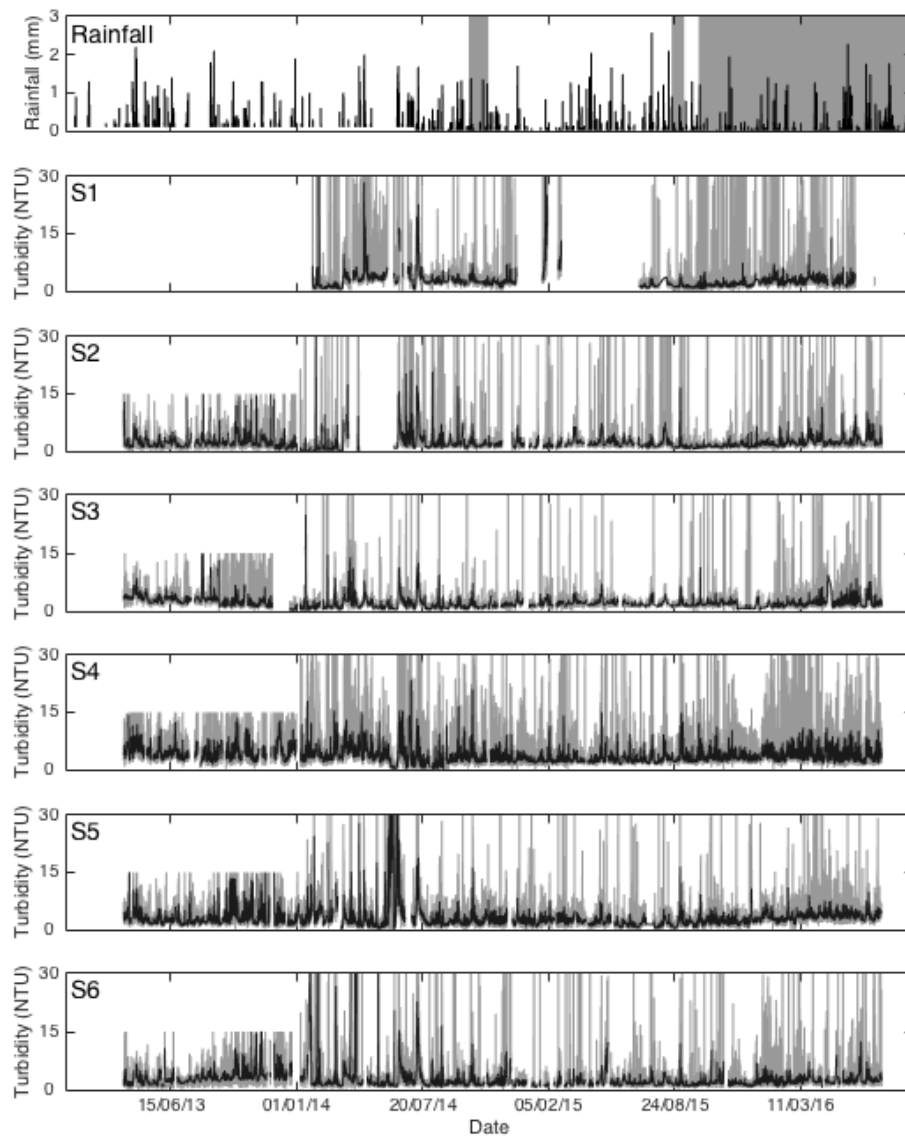 Rainfall
Rainfall (mm)
3
2
1
0
S1
Turbidity (NTU)
30
15
0
S2
Turbidity (NTU)
30
15
0
S3
Turbidity (NTU)
30
15
0
S4
Turbidity (NTU)
30
15
0
S5
Turbidity (NTU)
30
15
0
S6
Turbidity (NTU)
30
15
0
15/06/13 01/01/14 20/07/14 05/02/15 24/08/15 11/03/16
Date